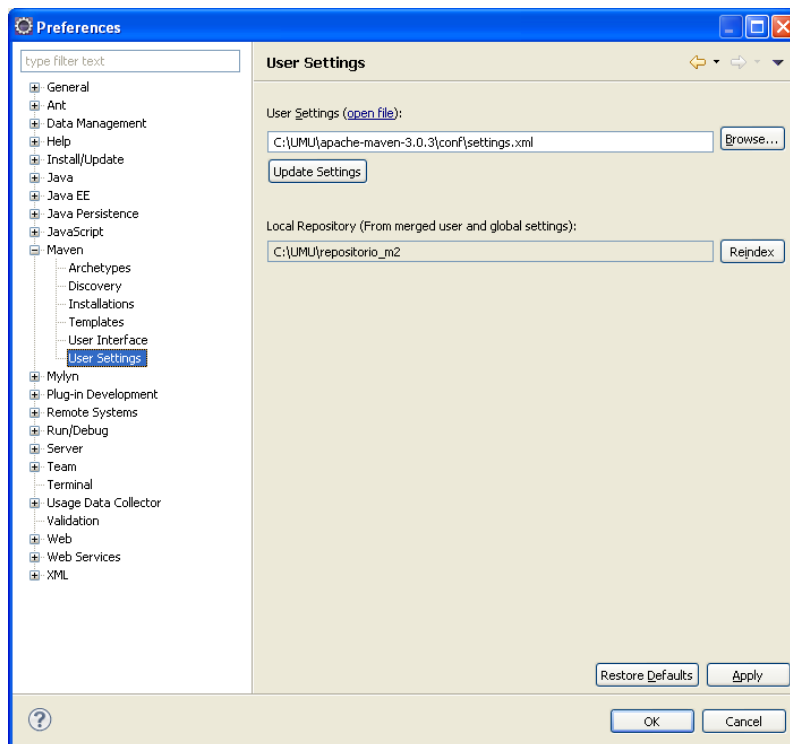 Preferences
type filter text
General
Ant
Data Management
Help
Install/Update
Java
Java EE
Java Persistence
JavaScript
Maven
Archetypes
Discovery
Installations
Templates
User Interface
User Settings
Mylyn
Plug-in Development
Remote Systems
Run/Debug
Server
Team
Terminal
Usage Data Collector
Validation
Web
Web Services
XML
User Settings
User Settings (open file):
C:\UMU\apache-maven-3.0.3\conf\settings.xml
Browse...
Update Settings
Local Repository (From merged user and global settings):
C:\UMU\repositorio_m2
Reindex
Restore Defaults
Apply
?
OK
Cancel